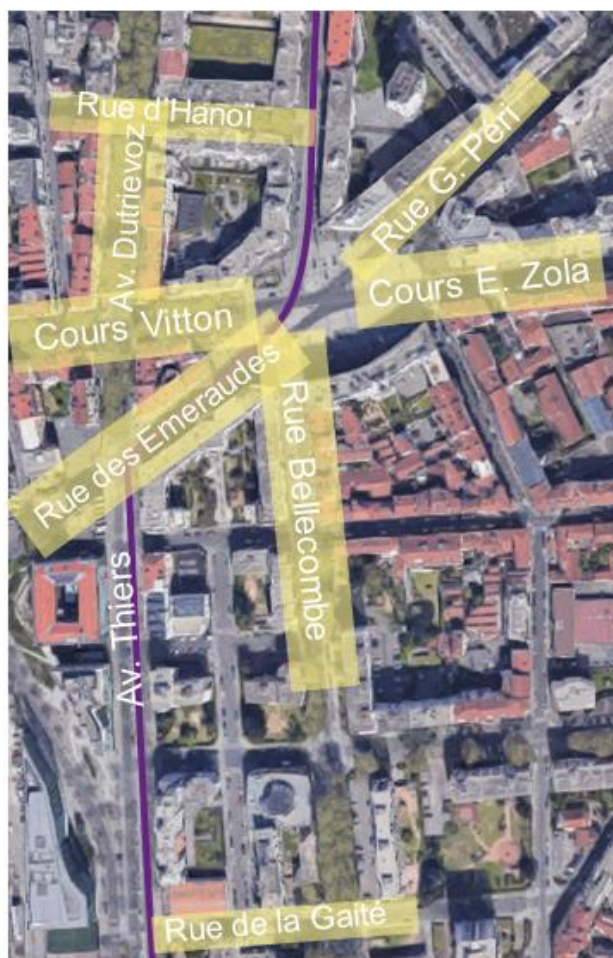 Rue d'Hanoï
Av. Dutrievoz
Rue G. Péri
Cours E. Zola
Cours Vitton
Rue des Emeraudes
Rue Bellecombe
Av. Thiers
Rue de la Gaité